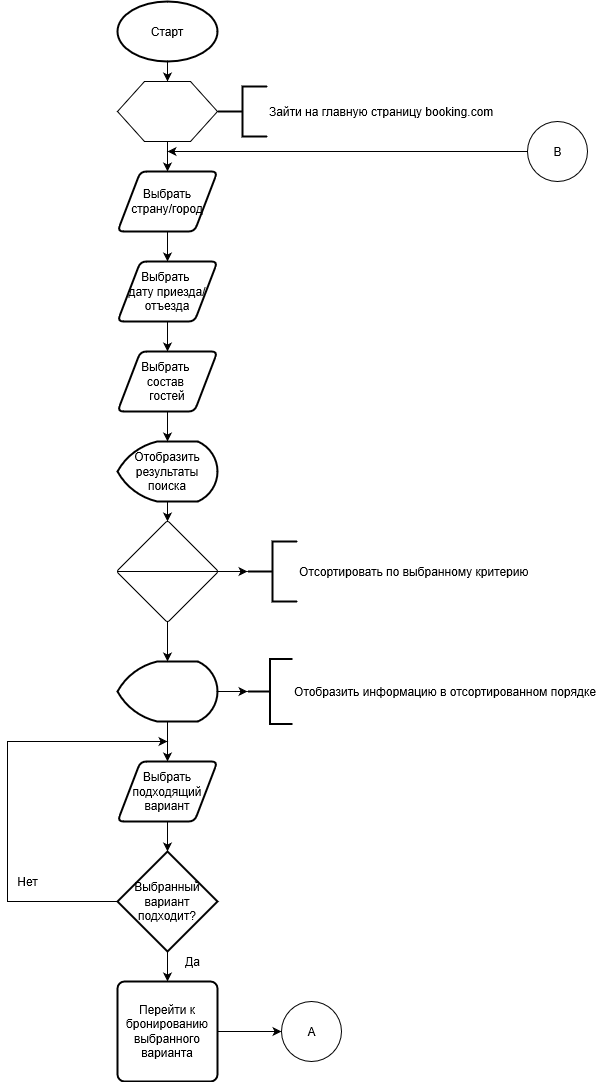 Старт
Зайти на главную страницу booking.com
B
Выбрать
страну/город
Выбрать
дату приезда/
отъезда
Выбрать
состав
гостей
Отобразить
результаты
поиска
Отсортировать по выбранному критерию
Отобразить информацию в отсортированном порядке
Выбрать
подходящий
вариант
Нет
Выбранный
вариант
подходит?
Да
Перейти к
бронированию
выбранного
варианта
A